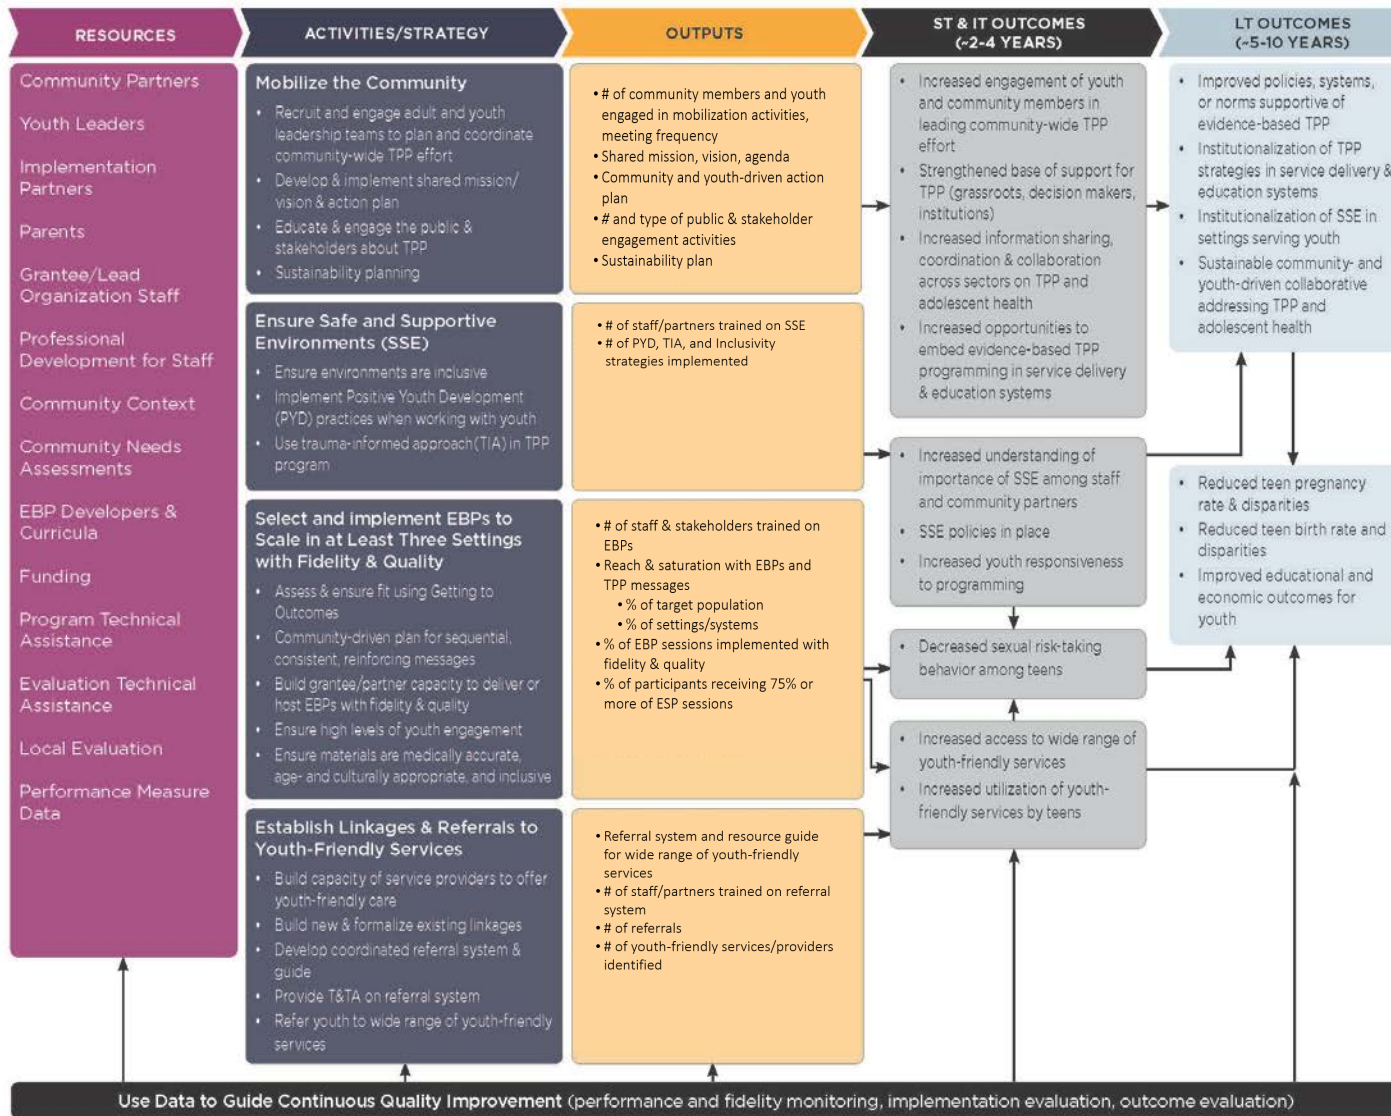 RESOURCES
ACTIVITIES/STRATEGY
OUTPUTS
ST & IT OUTCOMES
(~2-4 YEARS)
LT OUTCOMES
(~5-10 YEARS)
Community Partners
Youth Leaders
Implementation
Partners
Parents
Grantee/Lead
Organization Staff
Professional
Development for Staff
Community Context
Community Needs
Assessments
EBP Developers &
Curricula
Funding
Program Technical
Assistance
Evaluation Technical
Assistance
Local Evaluation
Performance Measure
Data
Mobilize the Community
• Recruit and engage adult and youth
leadership teams to plan and coordinate
community-wide TPP effort
• Develop & implement shared mission/
vision & action plan
• Educate & engage the public &
stakeholders about TPP
• Sustainability planning
Ensure Safe and Supportive
Environments (SSE)
• Ensure environments are inclusive
• Implement Positive Youth Development
(PYD) practices when working with youth
• Use trauma-informed approach(TIA) in TPP
program
Select and implement EBPs to
Scale in at Least Three Settings
with Fidelity & Quality
• Assess & ensure fit using Getting to
Outcomes
• Community-driven plan for sequential,
consistent, reinforcing messages
• Build grantee/partner capacity to deliver or
host EBPs with fidelity & quality
• Ensure high levels of youth engagement
• Ensure materials are medically accurate,
age- and culturally appropriate, and inclusive
Establish Linkages & Referrals to
Youth-Friendly Services
• Build capacity of service providers to offer
youth-friendly care
• Build new & formalize existing linkages
• Develop coordinated referral system &
guide
• Provide T&TA on referral system
• Refer youth to wide range of youth-friendly
services
• # of community members and youth
engaged in mobilization activities,
meeting frequency
• Shared mission, vision, agenda
• Community and youth-driven action
plan
• # and type of public & stakeholder
engagement activities
• Sustainability plan
• # of staff/partners trained on SSE
• # of PYD, TIA, and Inclusivity
strategies implemented
• # of staff & stakeholders trained on
EBPs
• Reach & saturation with EBPs and
TPP messages
• % of target population
• % of settings/systems
• % of EBP sessions implemented with
fidelity & quality
• % of participants receiving 75% or
more of ESP sessions
• Referral system and resource guide
for wide range of youth-friendly
services
• # of staff/partners trained on referral
system
• # of referrals
• # of youth-friendly services/providers
identified
• Increased engagement of youth
and community members in
leading community-wide TPP
effort
• Strengthened base of support for
TPP (grassroots, decision makers,
institutions)
• Increased information sharing,
coordination & collaboration
across sectors on TPP and
adolescent health
• Increased opportunities to
embed evidence-based TPP
programming in service delivery
& education systems
• Increased understanding of
importance of SSE among staff
and community partners
• SSE policies in place
• Increased youth responsiveness
to programming
• Decreased sexual risk-taking
behavior among teens
• Increased access to wide range of
youth-friendly services
• Increased utilization of youth-
friendly services by teens
• Improved policies, systems,
or norms supportive of
evidence-based TPP
• Institutionalization of TPP
strategies in service delivery &
education systems
• Institutionalization of SSE in
settings serving youth
• Sustainable community- and
youth-driven collaborative
addressing TPP and
adolescent health
• Reduced teen pregnancy
rate & disparities
• Reduced teen birth rate and
disparities
• Improved educational and
economic outcomes for
youth
Use Data to Guide Continuous Quality Improvement (performance and fidelity monitoring, implementation evaluation, outcome evaluation)